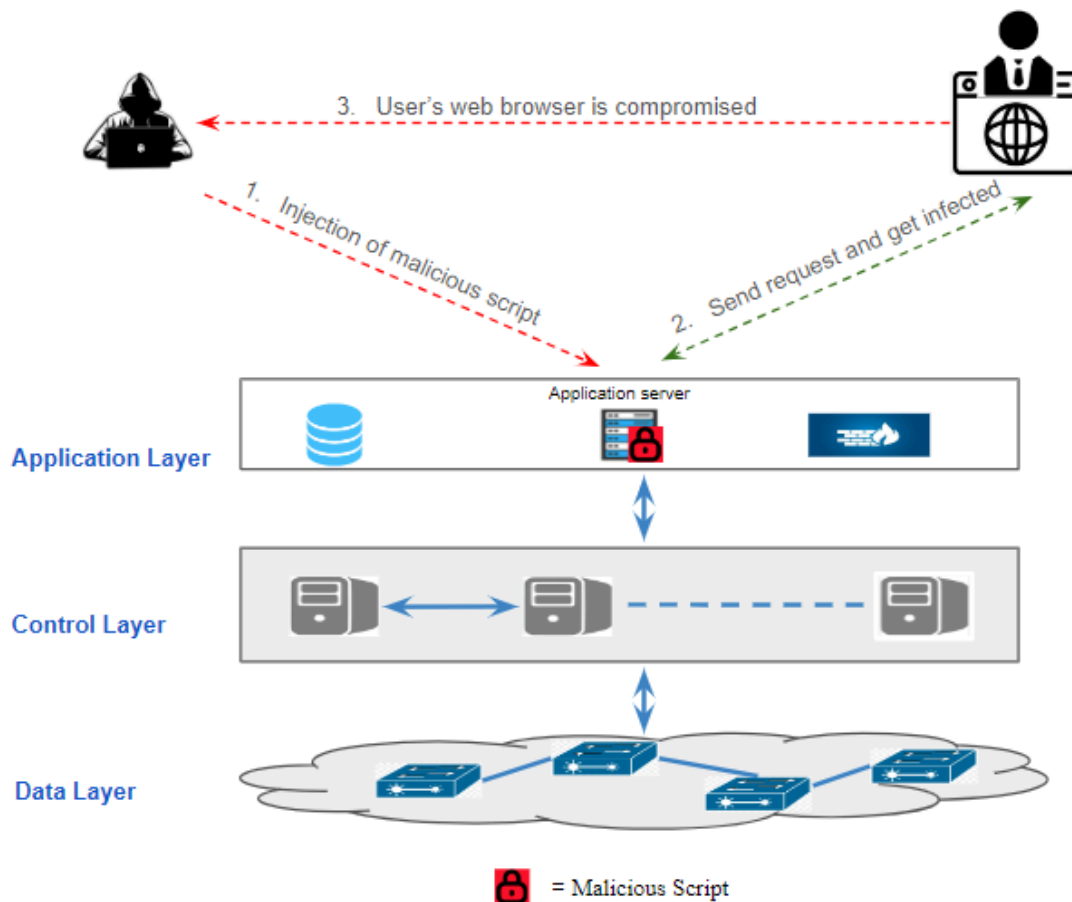 3. User's web browser is compromised
1. Injection of malicious script
2. Send request and get infected
Application server
Application Layer
Control Layer
Data Layer
= Malicious Script